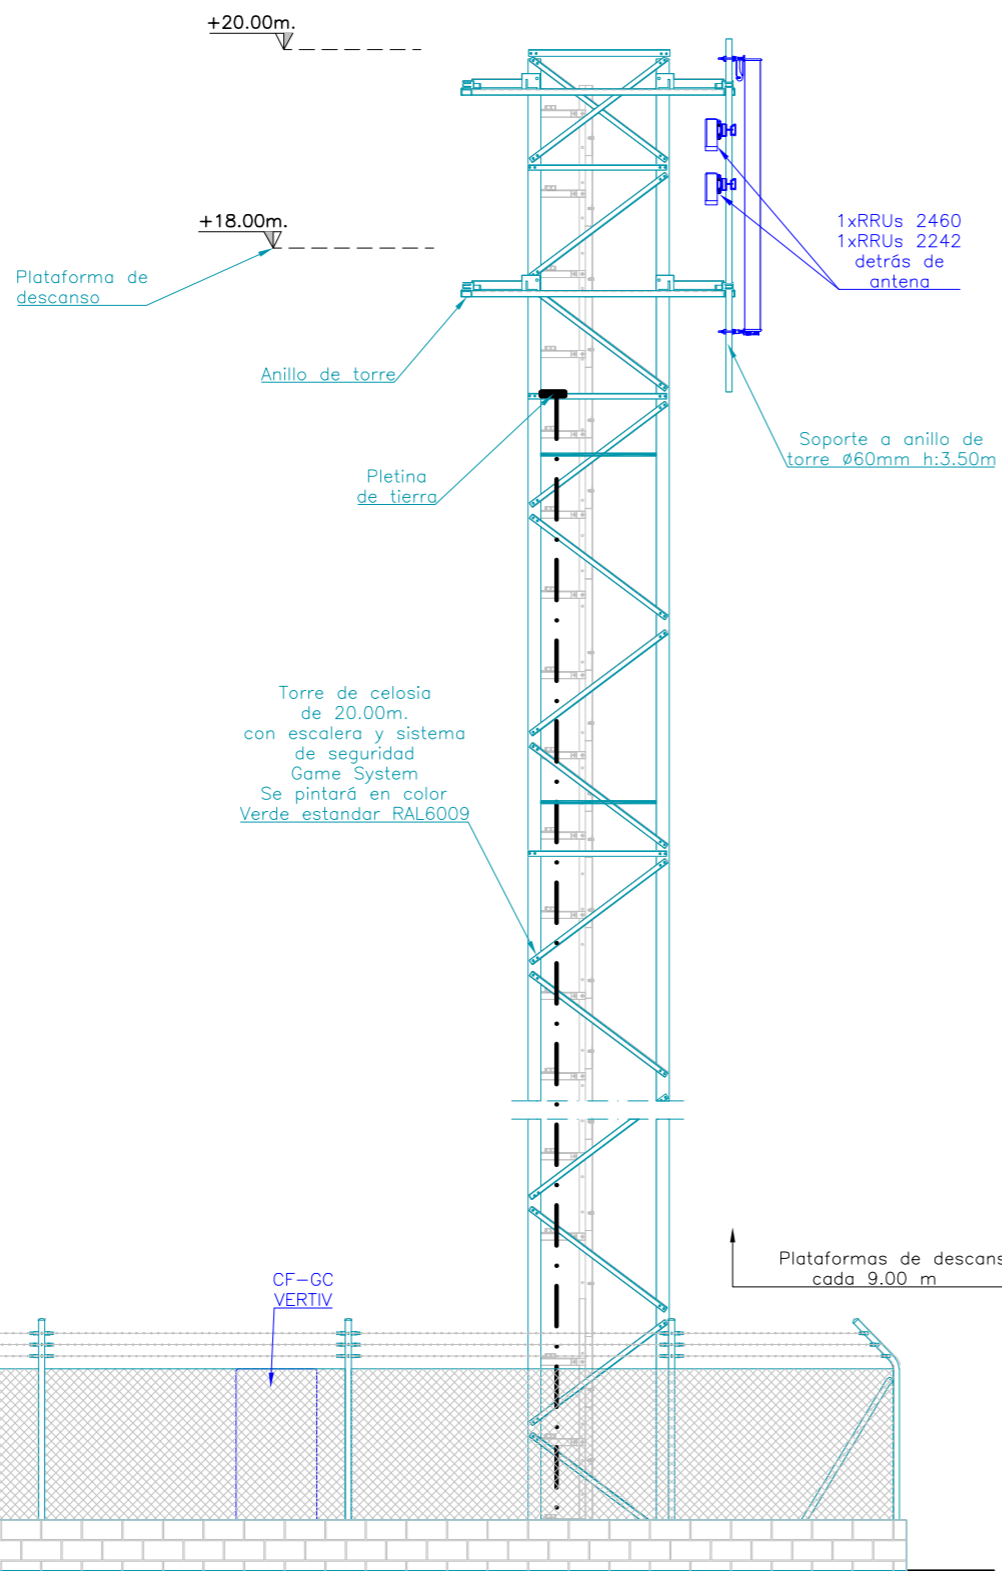 +20.00m.
+18.00m.
Plataforma de
descanso
1xRRUs 2460
1xRRUs 2242
detrás de
antena
Anillo de torre
Soporte a anillo de
torre ø60mm h:3.50m
Pletina
de tierra
Torre de celosia
de 20.00m.
con escalera y sistema
de seguridad
Game System
Se pintará en color
Verde estandar RAL6009
Plataformas de descans
cada 9.00 m
CF-GC
VERTIV